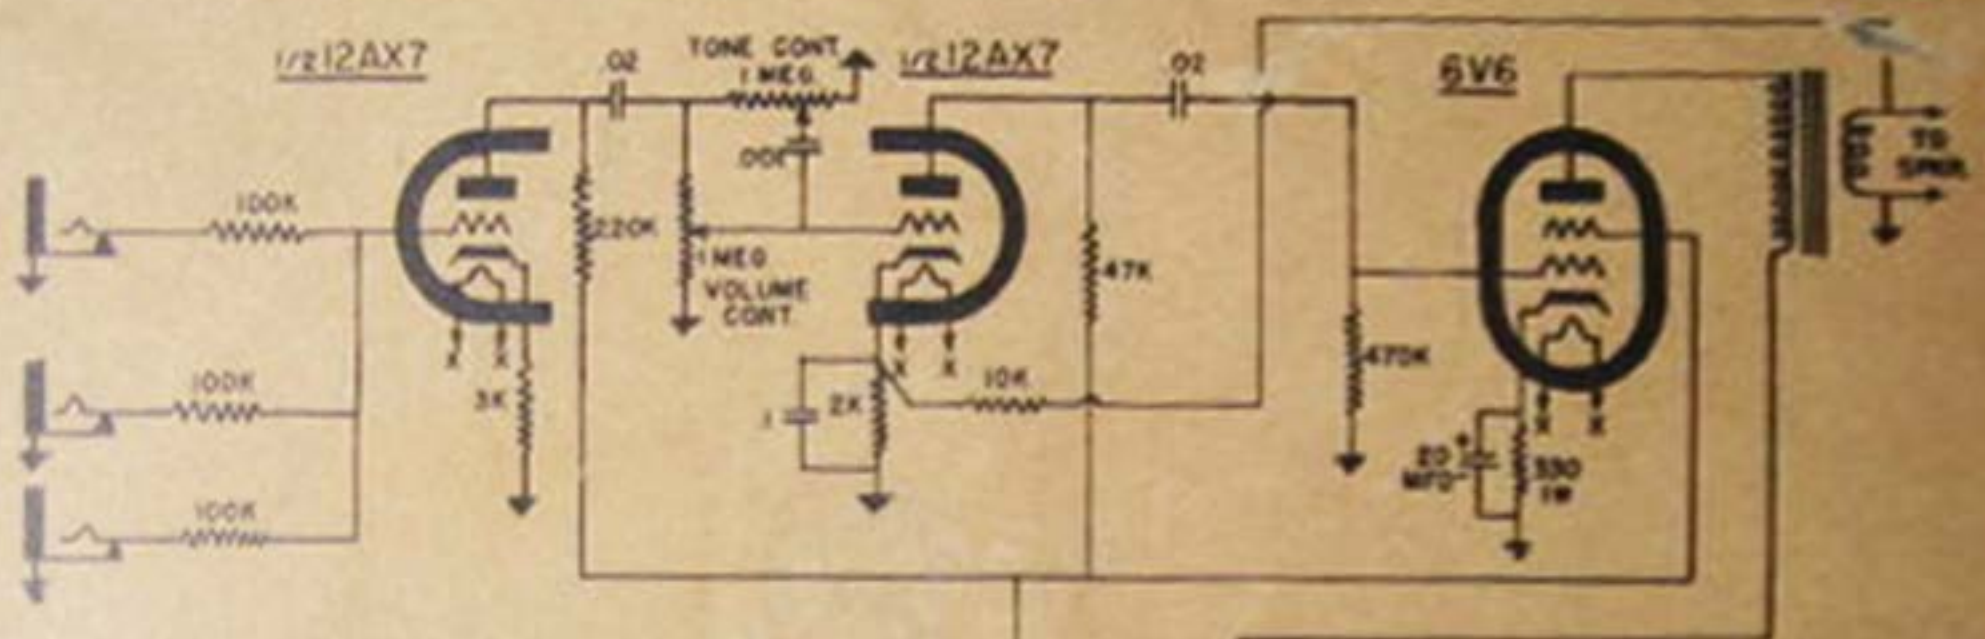 1/2 12AX7
.02
TONE CONT
1 MEG
1/2 12AX7
.02
6V6
.001
TO
SPKR
100K
220K
1 MEG
VOLUME
CONT
47K
X X
X X
100K
3K
.1
2K
10K
470K
X X
20
MFD
330
1W
100K